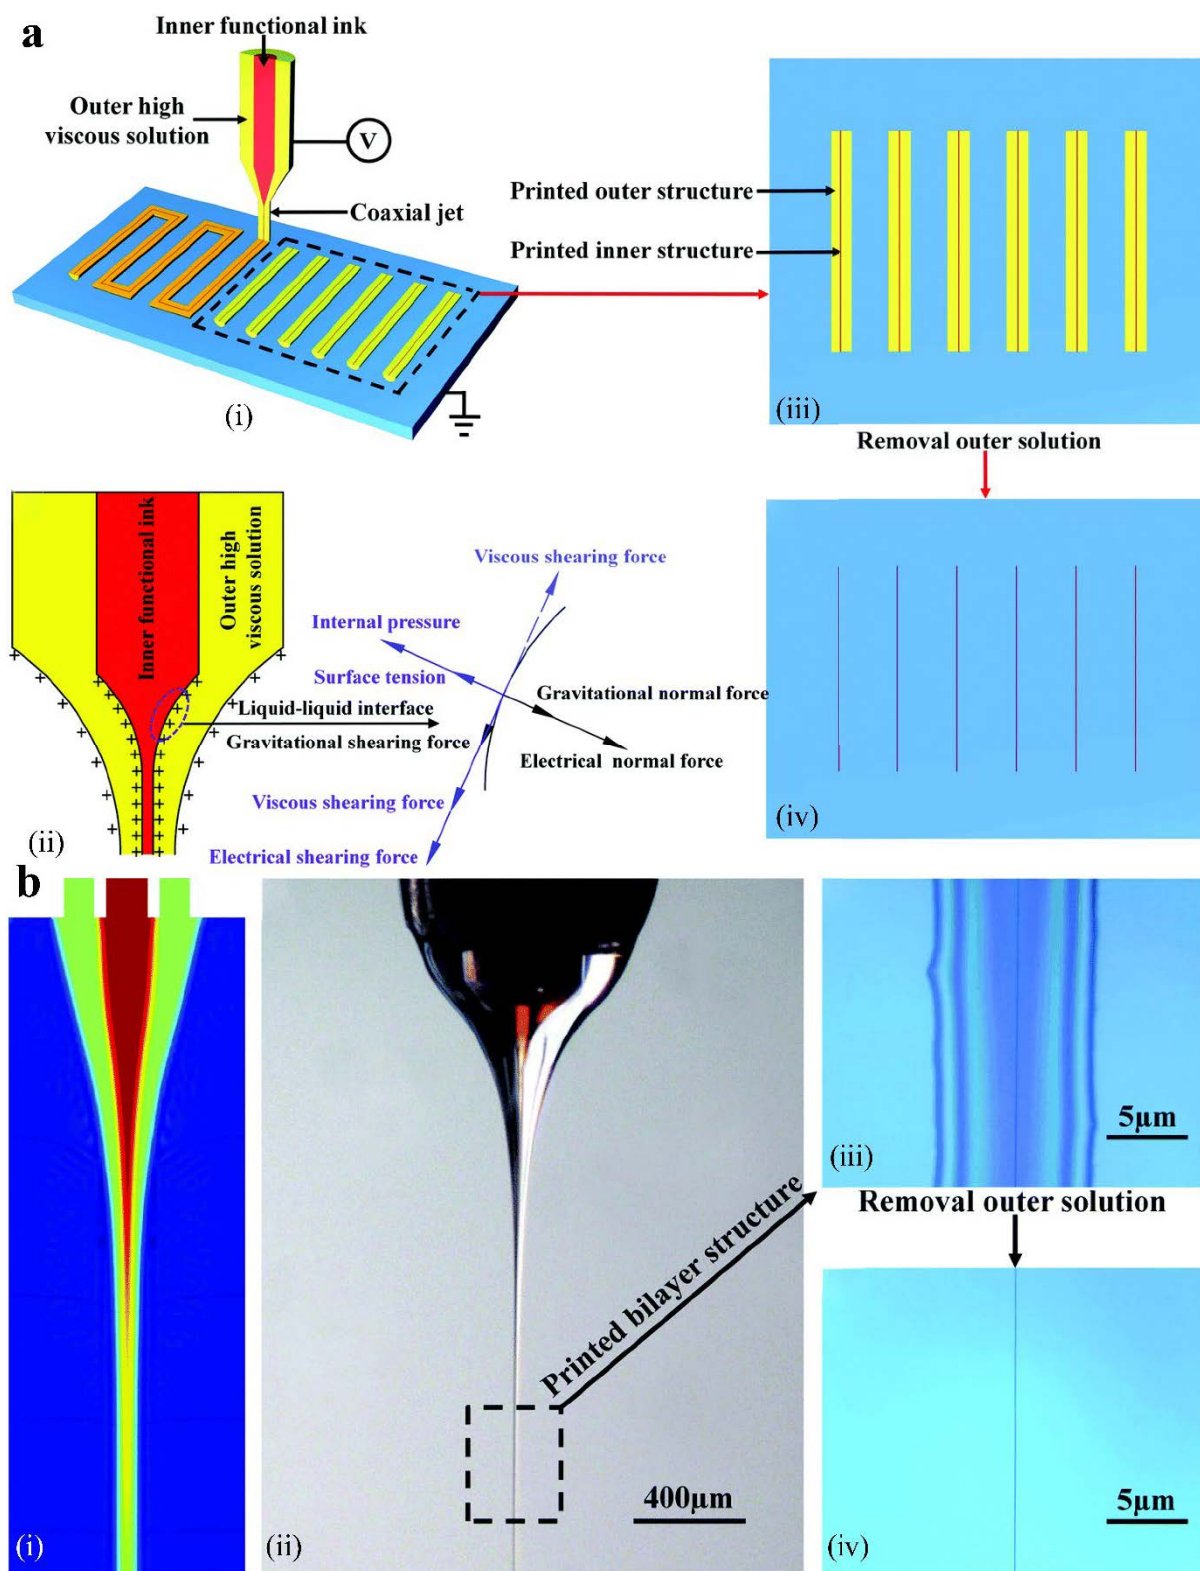 a
Inner functional ink
Outer high
viscous solution
V
Coaxial jet
(i)
Printed outer structure
Printed inner structure
(iii)
Removal outer solution
Inner functional ink
Outer high
viscous solution
(ii)
Viscous shearing force
Internal pressure
Surface tension
Gravitational normal force
Liquid-liquid interface
Gravitational shearing force
Electrical normal force
Viscous shearing force
Electrical shearing force
(iv)
b
(i)
Printed bilayer structure
400μm
(ii)
5μm
(iii)
Removal outer solution
5μm
(iv)